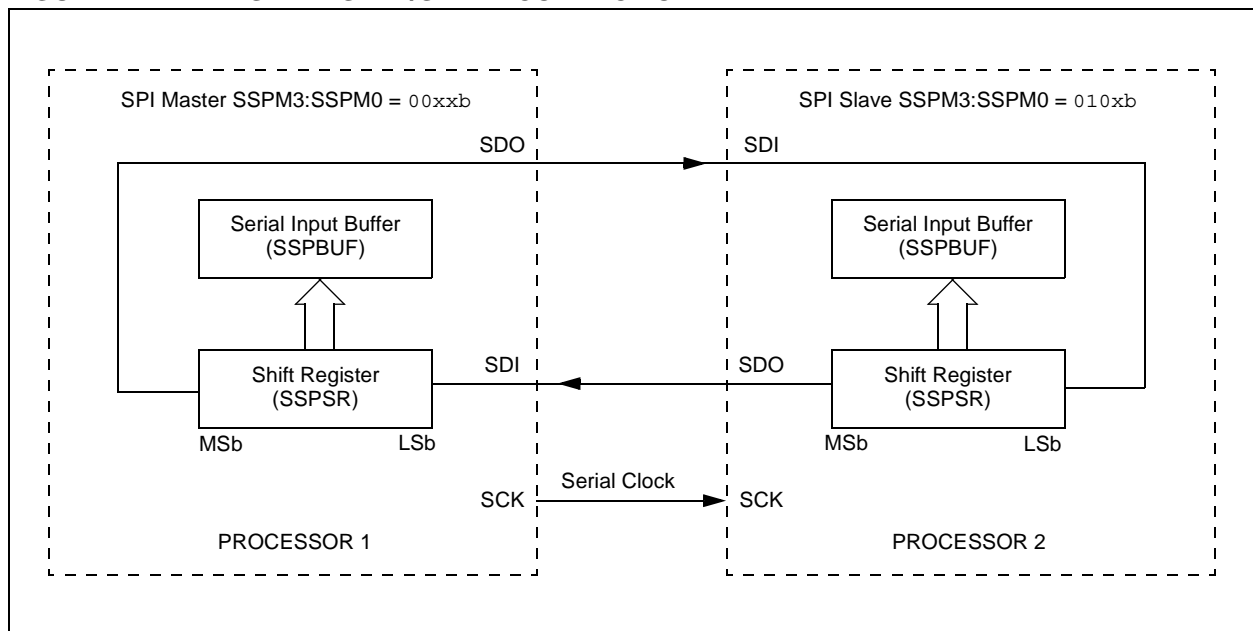 SPI Master SSPM3:SSPM0 = 00xxb
SPI Slave SSPM3:SSPM0 = 010xb
SDO
SDI
Serial Input Buffer
(SSPBUF)
Serial Input Buffer
(SSPBUF)
Shift Register
(SSPSR)
SDI
SDO
Shift Register
(SSPSR)
MSb
LSb
MSb
LSb
SCK
Serial Clock
SCK
PROCESSOR 1
PROCESSOR 2